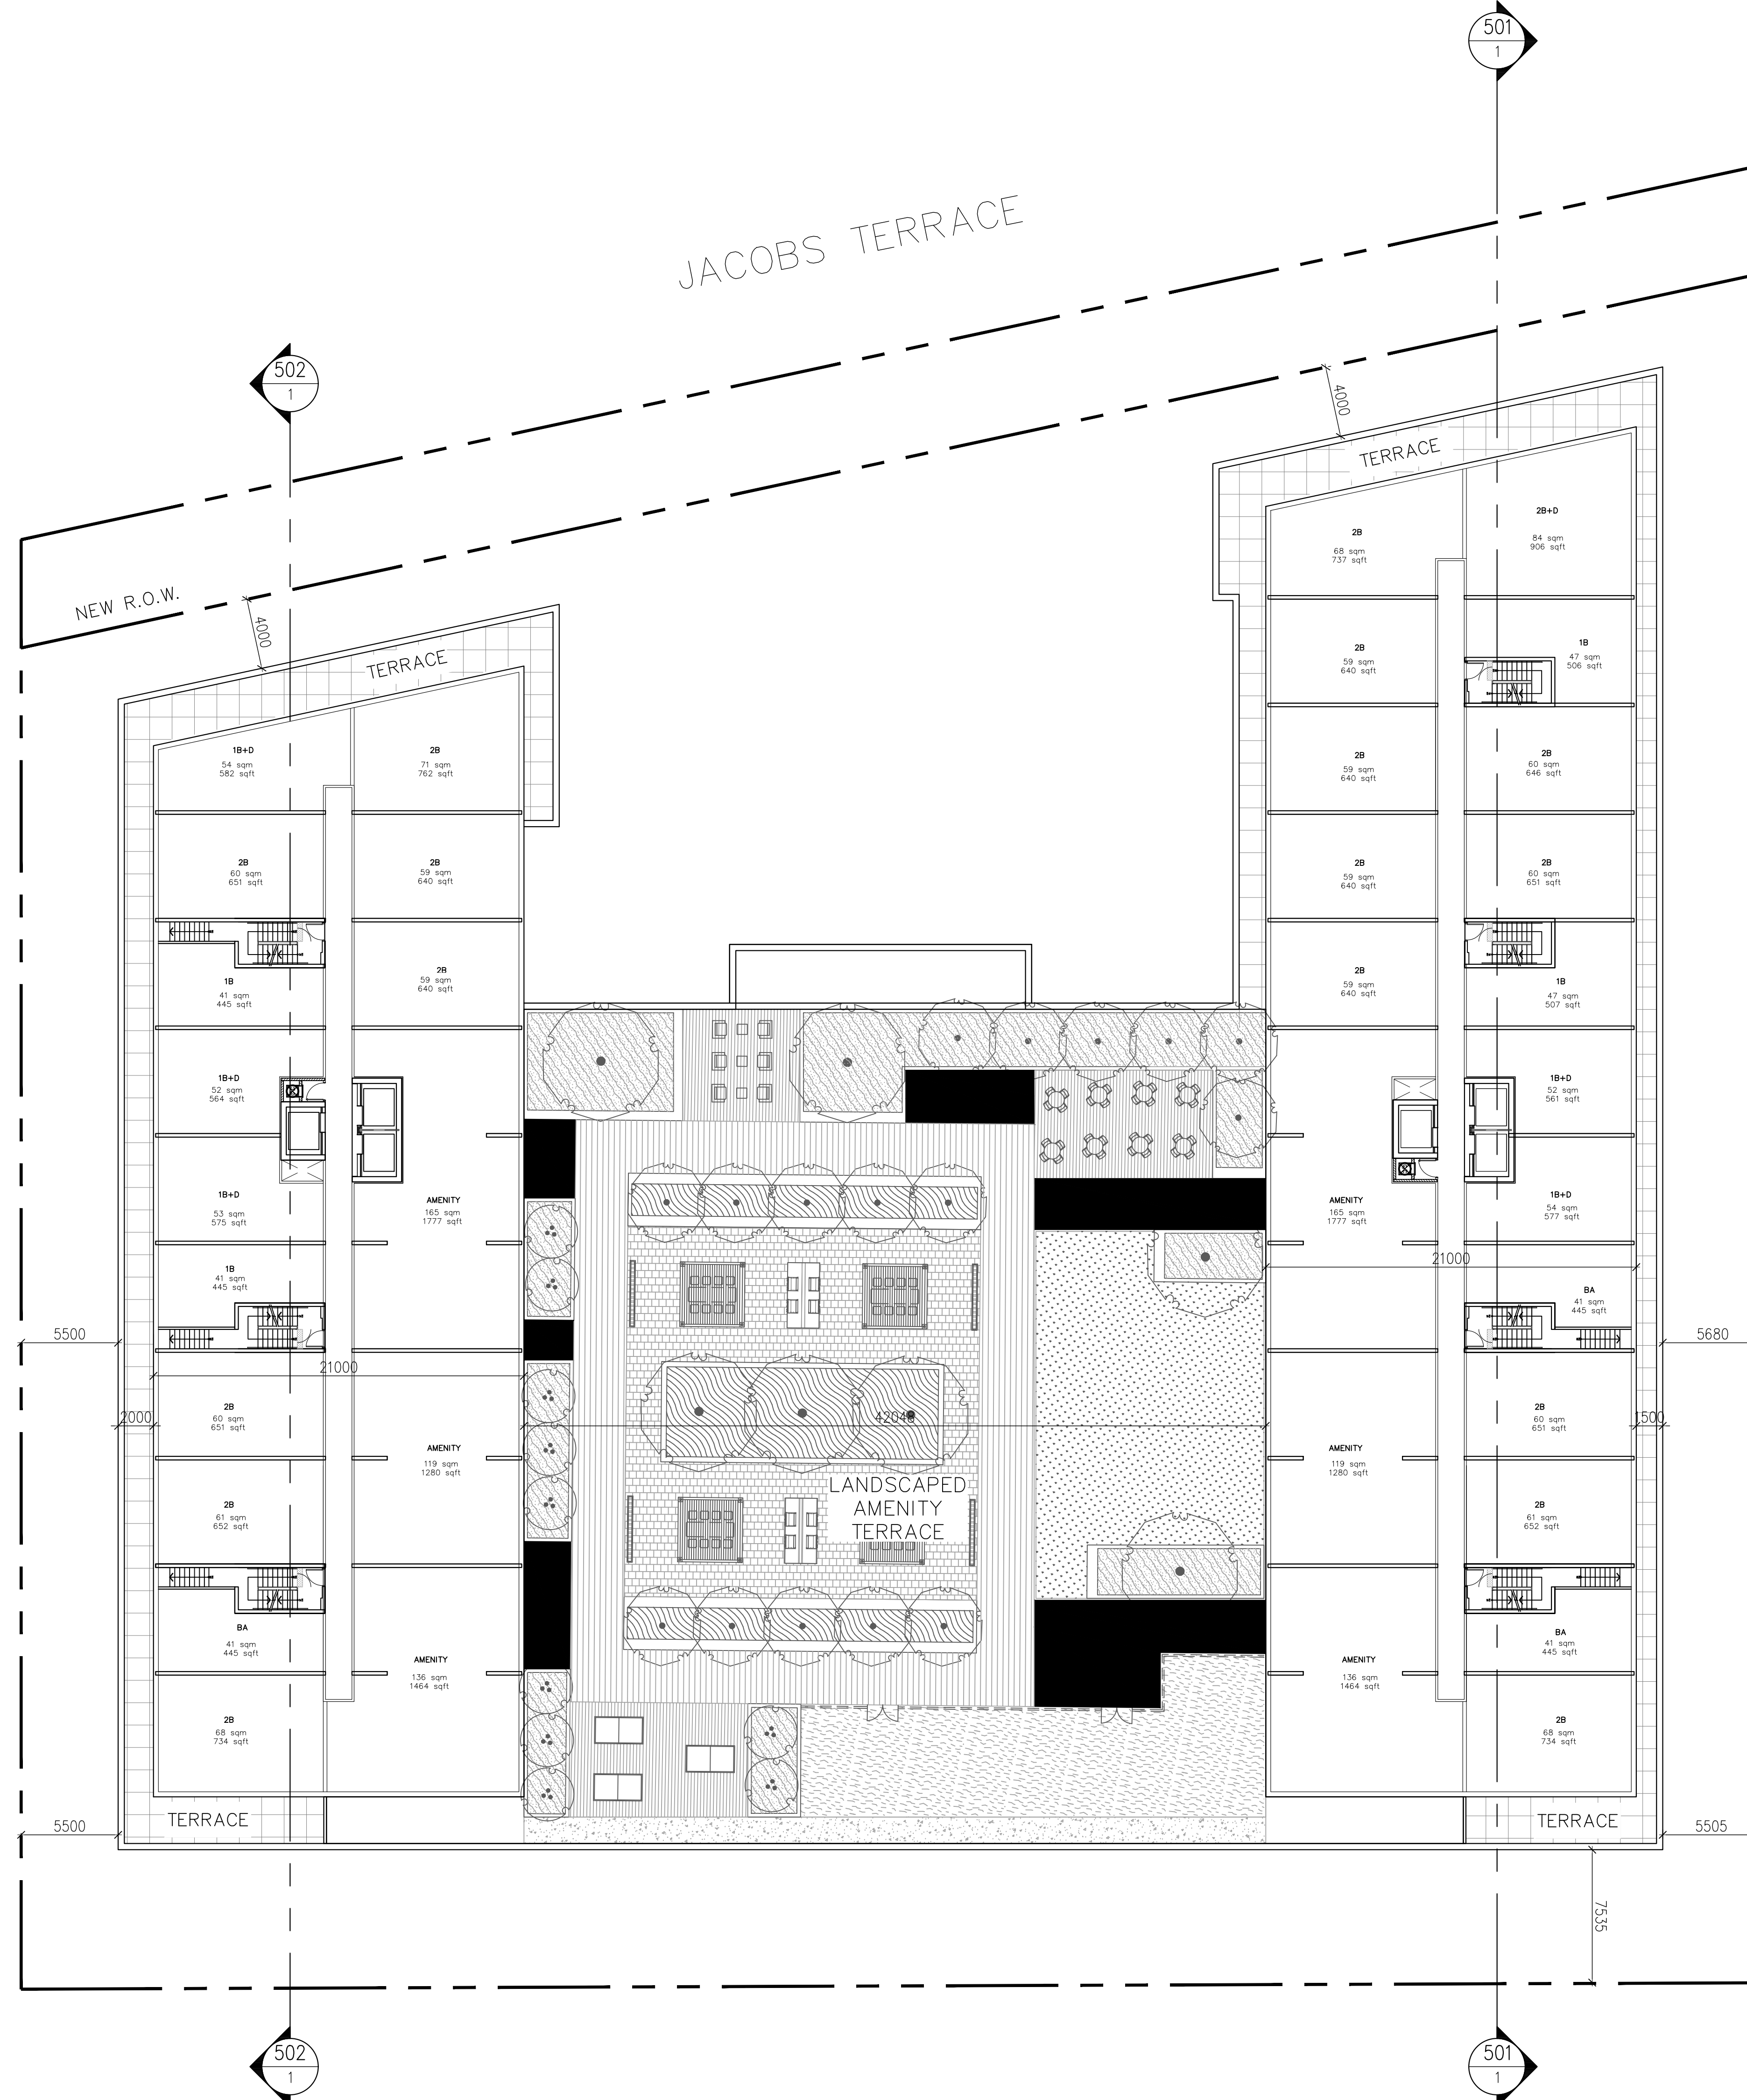 501
1
JACOBS TERRACE
502
1
4000
TERRACE
2B+D
84 sqm
906 sqft
2B
68 sqm
737 sqft
NEW R.O.W.
4000
TERRACE
2B
59 sqm
640 sqft
1B
47 sqm
506 sqft
1B+D
54 sqm
582 sqft
2B
71 sqm
762 sqft
2B
59 sqm
640 sqft
2B
60 sqm
646 sqft
2B
60 sqm
651 sqft
2B
59 sqm
640 sqft
2B
59 sqm
640 sqft
2B
60 sqm
651 sqft
1B
41 sqm
445 sqft
2B
59 sqm
640 sqft
2B
59 sqm
640 sqft
1B
47 sqm
507 sqft
1B+D
52 sqm
564 sqft
1B+D
52 sqm
561 sqft
1B+D
53 sqm
575 sqft
AMENITY
165 sqm
1777 sqft
AMENITY
165 sqm
1777 sqft
1B+D
54 sqm
577 sqft
21000
1B
41 sqm
445 sqft
BA
41 sqm
445 sqft
5500
5680
21000
2B
60 sqm
651 sqft
2B
60 sqm
651 sqft
2000
42048
1500
AMENITY
119 sqm
1280 sqft
AMENITY
119 sqm
1280 sqft
LANDSCAPED
AMENITY
TERRACE
2B
61 sqm
652 sqft
2B
61 sqm
652 sqft
BA
41 sqm
445 sqft
AMENITY
136 sqm
1464 sqft
AMENITY
136 sqm
1464 sqft
BA
41 sqm
445 sqft
2B
68 sqm
734 sqft
2B
68 sqm
734 sqft
TERRACE
TERRACE
5500
5505
7535
502
1
501
1